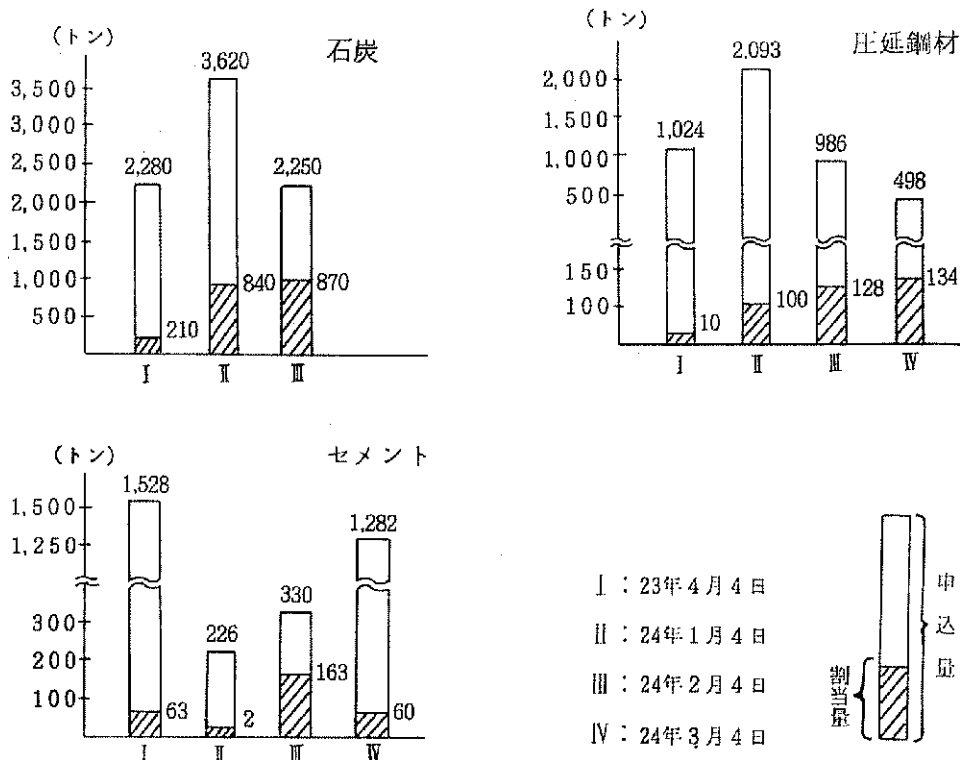 (トン)
石炭
3,620
3,500
3,000
2,500
2,280
2,250
2,000
1,500
1,000
840
870
500
210
Ⅰ Ⅱ Ⅲ
(トン)
圧延鋼材
2,093
2,000
1,500
1,024
986
1,000
500
498
150
100
10
100
128
134
Ⅰ Ⅱ Ⅲ Ⅳ
(トン)
セメント
1,528
1,500
1,282
1,250
330
300
226
200
163
100
63
2
60
Ⅰ Ⅱ Ⅲ Ⅳ
Ⅰ:23年4月4日
Ⅱ:24年1月4日
Ⅲ:24年2月4日
Ⅳ:24年3月4日
申込量
割当量